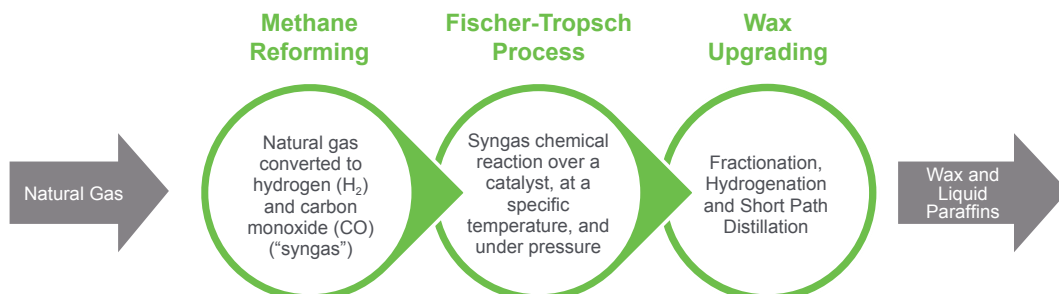 Methane
Reforming
Fischer-Tropsch
Process
Wax
Upgrading
Natural Gas
Natural gas
converted to
hydrogen (H₂)
and carbon
monoxide (CO)
(“syngas”)
Syngas chemical
reaction over a
catalyst, at a
specific
temperature, and
under pressure
Fractionation,
Hydrogenation
and Short Path
Distillation
Wax and
Liquid
Paraffins